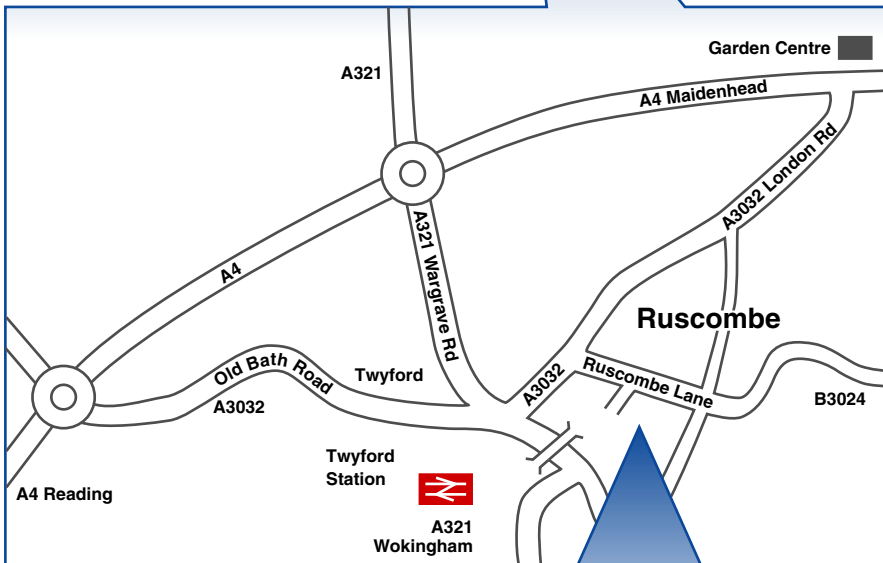 Garden Centre
A321
A4 Maidenhead
A3032 London Rd
A4
A321 Wargrave Rd
Ruscombe
Old Bath Road
Twyford
A3032
Ruscombe Lane
A3032
B3024
Twyford
Station
A4 Reading
A321
Wokingham